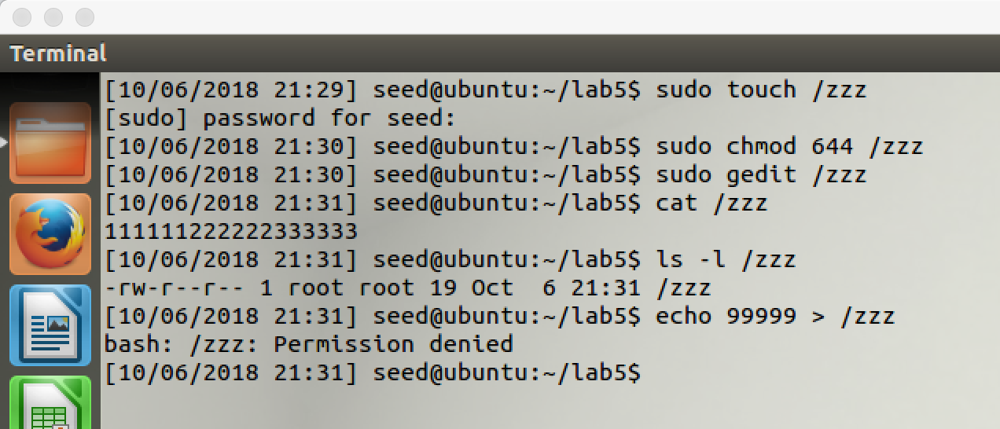 Terminal
[10/06/2018 21:29] seed@ubuntu:~/lab5$ sudo touch /zzz
[sudo] password for seed:
[10/06/2018 21:30] seed@ubuntu:~/lab5$ sudo chmod 644 /zzz
[10/06/2018 21:30] seed@ubuntu:~/lab5$ sudo gedit /zzz
[10/06/2018 21:31] seed@ubuntu:~/lab5$ cat /zzz
111111222222333333
[10/06/2018 21:31] seed@ubuntu:~/lab5$ ls -l /zzz
-rw-r--r-- 1 root root 19 Oct  6 21:31 /zzz
[10/06/2018 21:31] seed@ubuntu:~/lab5$ echo 99999 > /zzz
bash: /zzz: Permission denied
[10/06/2018 21:31] seed@ubuntu:~/lab5$